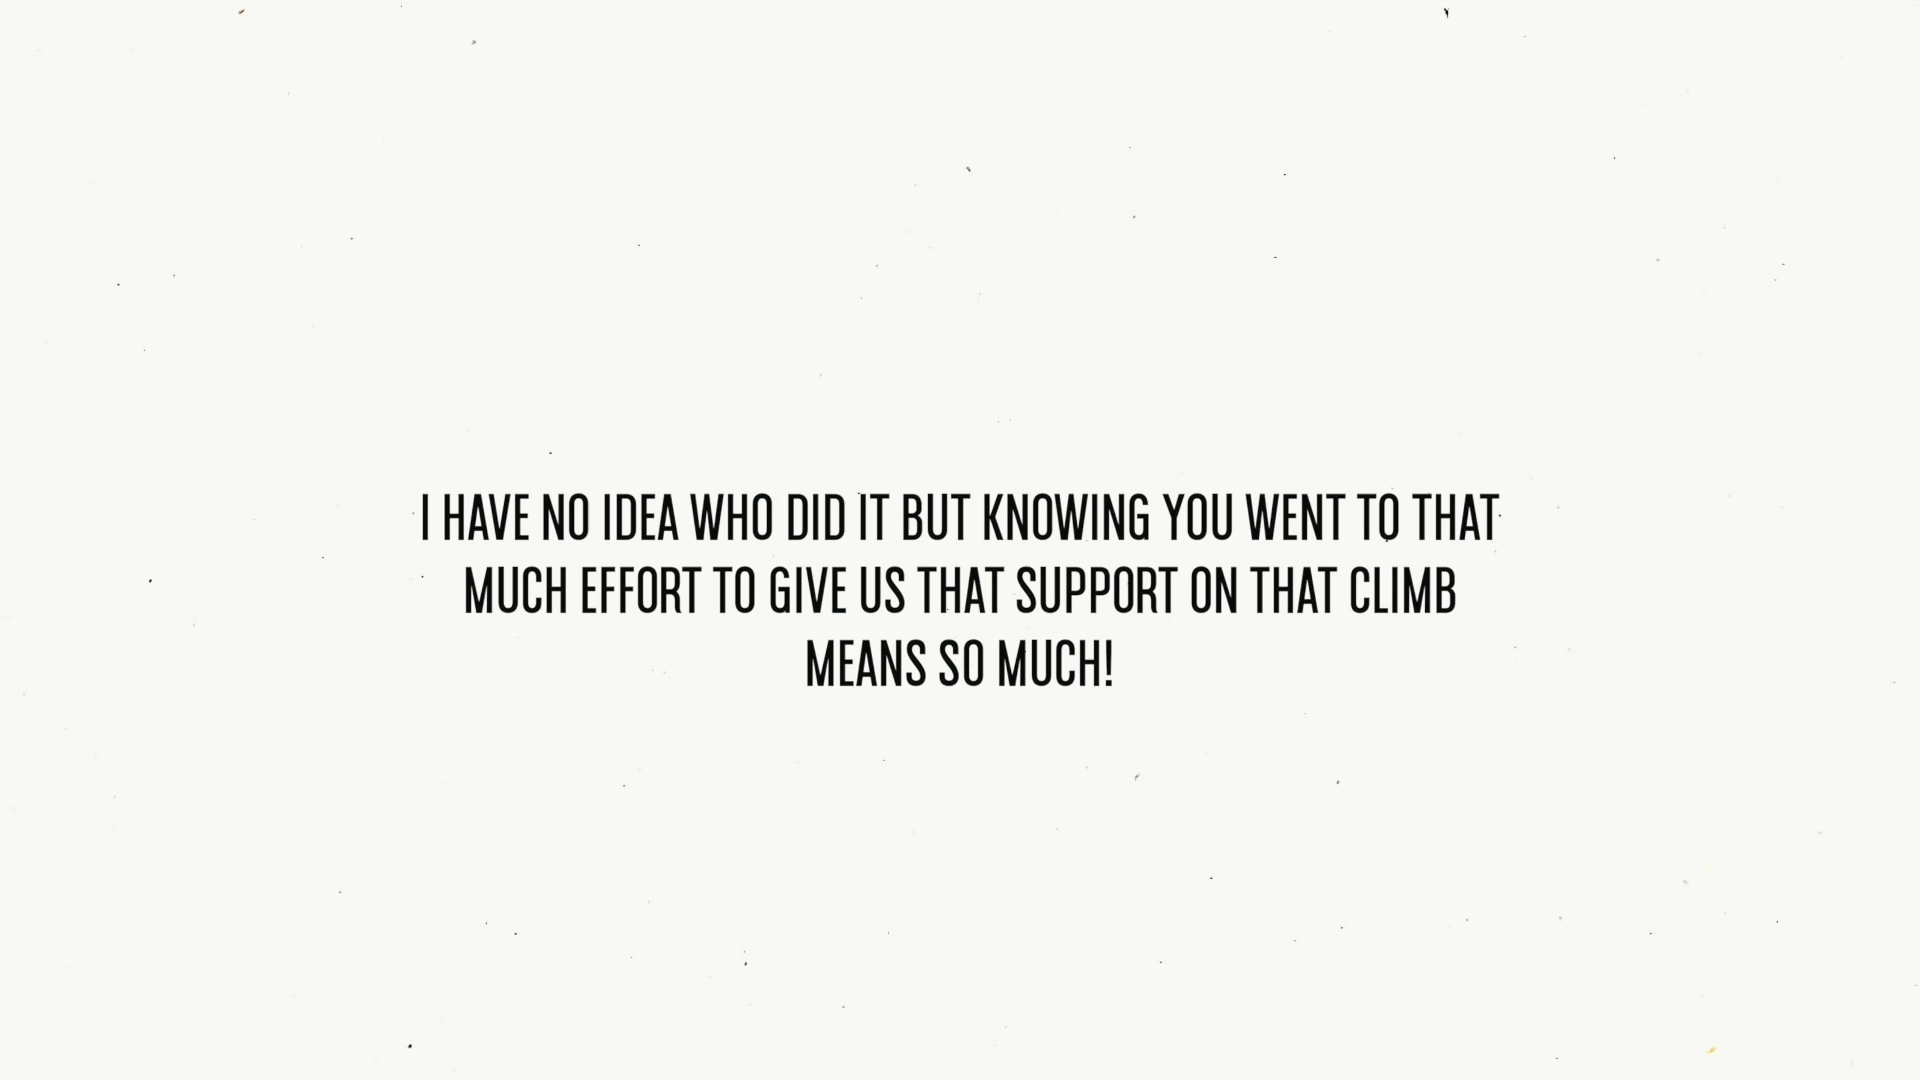 I HAVE NO IDEA WHO DID IT BUT KNOWING YOU WENT TO THAT
MUCH EFFORT TO GIVE US THAT SUPPORT ON THAT CLIMB
MEANS SO MUCH!